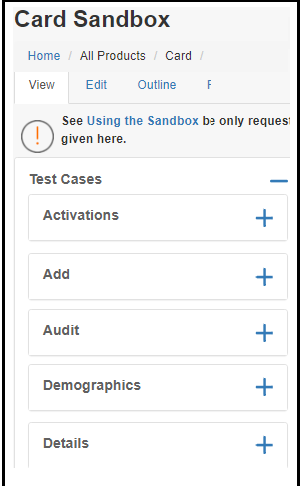 Card Sandbox
Home / All Products / Card /
View Edit Outline
See Using the Sandbox be only request
given here.
Test Cases
Activations
Add
Audit
Demographics
Details